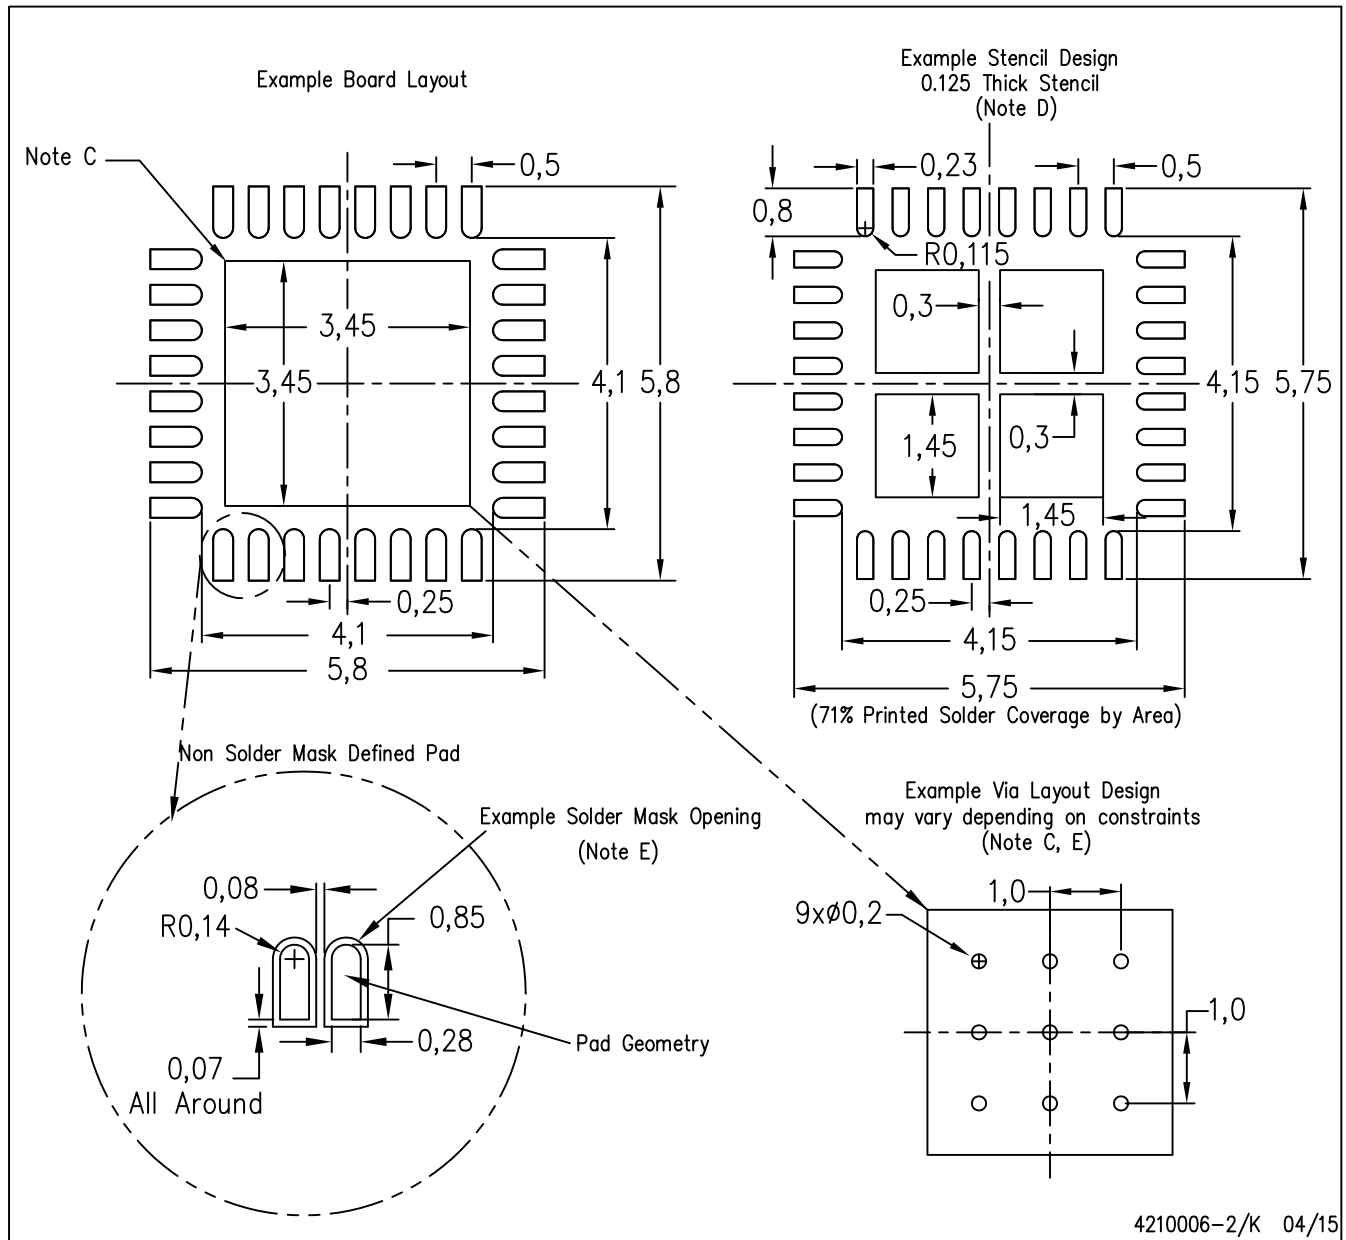 Example Board Layout
Example Stencil Design
0.125 Thick Stencil
(Note D)
Note C
0,5
0,23
0,5
0,8
R0,115
0,3
3,45
3,45
4,1
5,8
4,15
5,75
1,45
0,3
1,45
0,25
0,25
4,1
4,15
5,8
5,75
(71% Printed Solder Coverage by Area)
Non Solder Mask Defined Pad
Example Solder Mask Opening
(Note E)
Example Via Layout Design
may vary depending on constraints
(Note C, E)
0,08
R0,14
0,85
1,0
9xø0,2
0,28
Pad Geometry
1,0
0,07
All Around
4210006-2/K 04/15